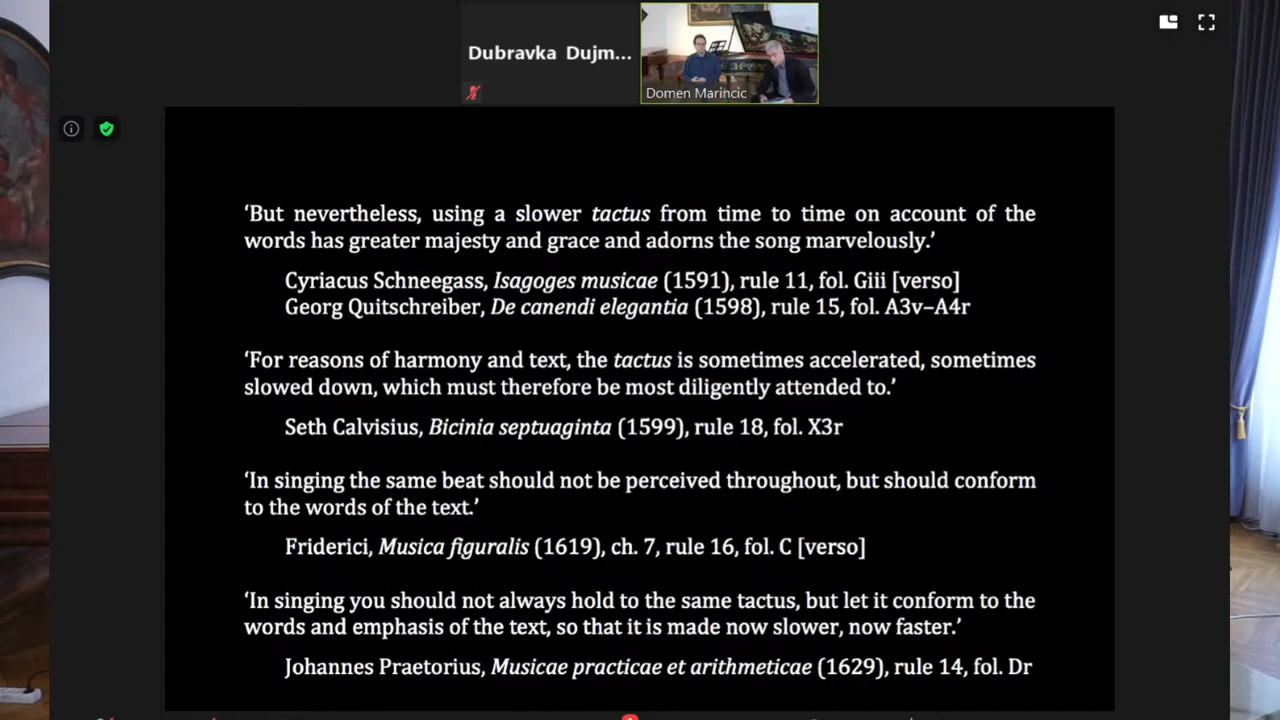 Dubravka Dujm...
Domen Marincic
‘But nevertheless, using a slower tactus from time to time on account of the
words has greater majesty and grace and adorns the song marvelously.’
Cyriacus Schneegass, Isagoges musicae (1591), rule 11, fol. Giii [verso]
Georg Quitschreiber, De canendi elegantia (1598), rule 15, fol. A3v–A4r
‘For reasons of harmony and text, the tactus is sometimes accelerated, sometimes
slowed down, which must therefore be most diligently attended to.’
Seth Calvisius, Bicinia septuaginta (1599), rule 18, fol. X3r
‘In singing the same beat should not be perceived throughout, but should conform
to the words of the text.’
Friderici, Musica figuralis (1619), ch. 7, rule 16, fol. C [verso]
‘In singing you should not always hold to the same tactus, but let it conform to the
words and emphasis of the text, so that it is made now slower, now faster.’
Johannes Praetorius, Musicae practicae et arithmeticae (1629), rule 14, fol. Dr